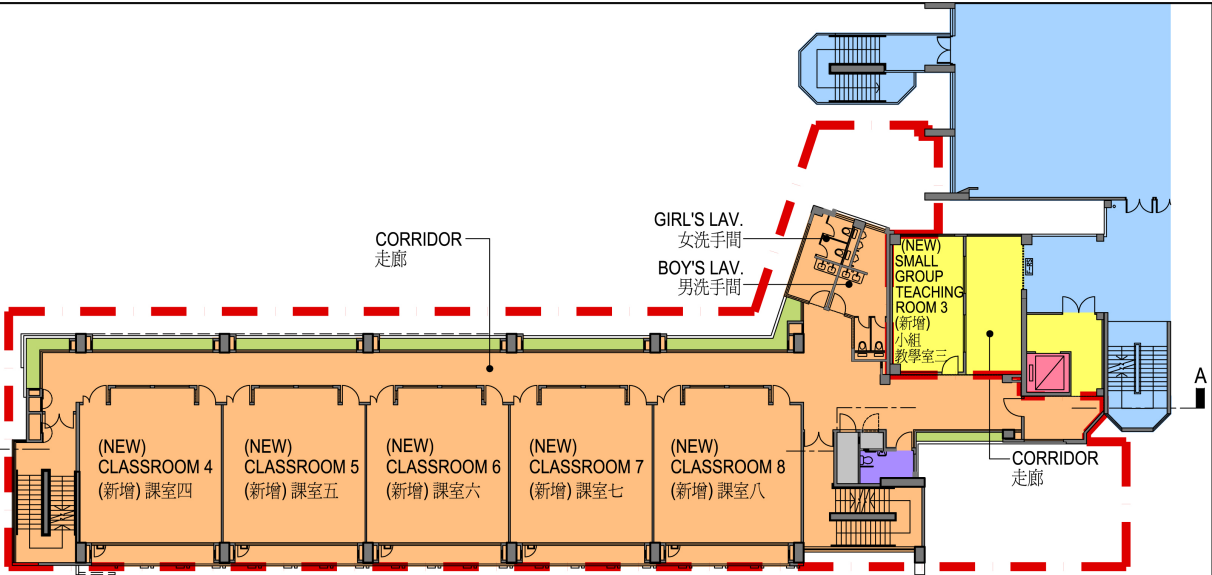 GIRL'S LAV.
女洗手間
CORRIDOR
走廊
BOY'S LAV.
男洗手間
(NEW)
SMALL
GROUP
TEACHING
ROOM 3
(新增)
小組
教學室三
A
(NEW)
CLASSROOM 4
(新增) 課室四
(NEW)
CLASSROOM 5
(新增) 課室五
(NEW)
CLASSROOM 6
(新增) 課室六
(NEW)
CLASSROOM 7
(新增) 課室七
(NEW)
CLASSROOM 8
(新增) 課室八
CORRIDOR
走廊